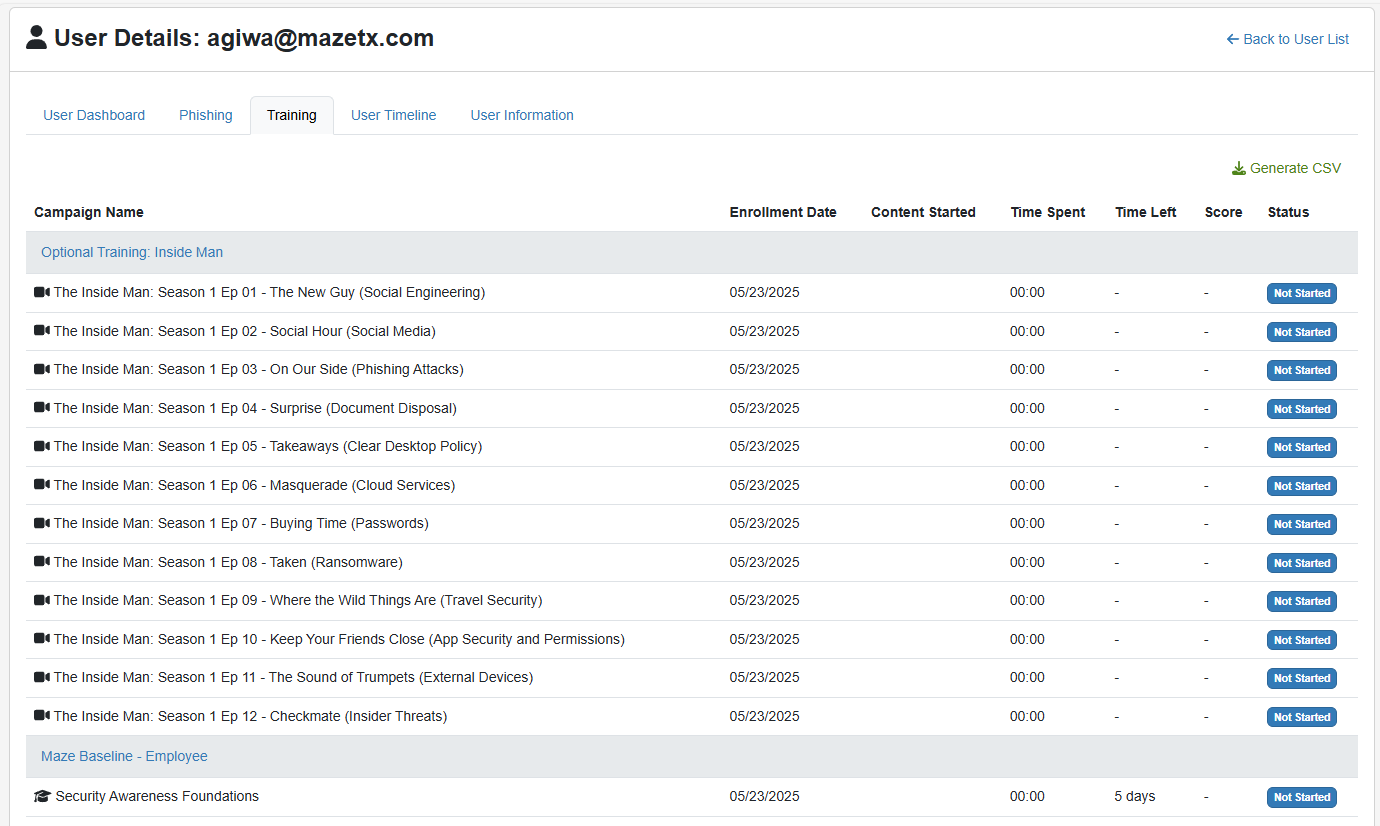 User Details: agiwa@mazetx.com
Back to User List
User Dashboard Phishing Training User Timeline User Information
Generate CSV
Campaign Name Enrollment Date Content Started Time Spent Time Left Score Status
Optional Training: Inside Man
The Inside Man: Season 1 Ep 01 - The New Guy (Social Engineering) 05/23/2025 00:00 - - Not Started
The Inside Man: Season 1 Ep 02 - Social Hour (Social Media) 05/23/2025 00:00 - - Not Started
The Inside Man: Season 1 Ep 03 - On Our Side (Phishing Attacks) 05/23/2025 00:00 - - Not Started
The Inside Man: Season 1 Ep 04 - Surprise (Document Disposal) 05/23/2025 00:00 - - Not Started
The Inside Man: Season 1 Ep 05 - Takeaways (Clear Desktop Policy) 05/23/2025 00:00 - - Not Started
The Inside Man: Season 1 Ep 06 - Masquerade (Cloud Services) 05/23/2025 00:00 - - Not Started
The Inside Man: Season 1 Ep 07 - Buying Time (Passwords) 05/23/2025 00:00 - - Not Started
The Inside Man: Season 1 Ep 08 - Taken (Ransomware) 05/23/2025 00:00 - - Not Started
The Inside Man: Season 1 Ep 09 - Where the Wild Things Are (Travel Security) 05/23/2025 00:00 - - Not Started
The Inside Man: Season 1 Ep 10 - Keep Your Friends Close (App Security and Permissions) 05/23/2025 00:00 - - Not Started
The Inside Man: Season 1 Ep 11 - The Sound of Trumpets (External Devices) 05/23/2025 00:00 - - Not Started
The Inside Man: Season 1 Ep 12 - Checkmate (Insider Threats) 05/23/2025 00:00 - - Not Started
Maze Baseline - Employee
Security Awareness Foundations 05/23/2025 00:00 5 days - Not Started